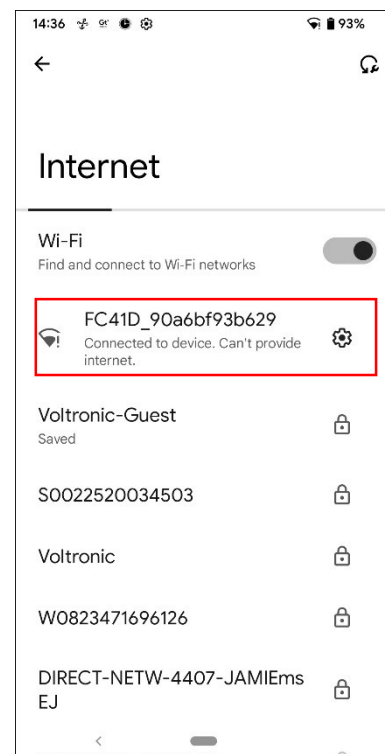 14:36 93%
Internet
Wi-Fi
Find and connect to Wi-Fi networks
FC41D_90a6bf93b629
Connected to device. Can't provide
internet.
Voltronic-Guest
Saved
S0022520034503
Voltronic
W0823471696126
DIRECT-NETW-4407-JAMIEms
EJ